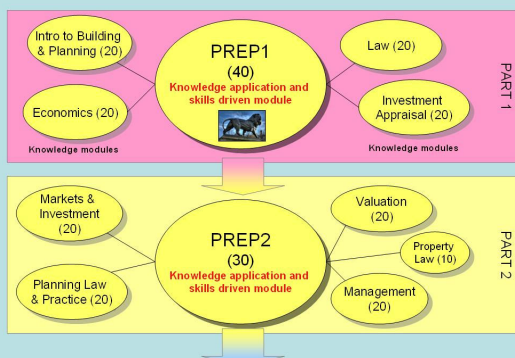 Intro to Building
& Planning (20)
Economics (20)
Knowledge modules
PREP1
(40)
Knowledge application and
skills driven module
Law (20)
Investment
Appraisal (20)
Knowledge modules
PART 1
Markets &
Investment
(20)
Planning Law
& Practice (20)
PREP2
(30)
Knowledge application and
skills driven module
Valuation
(20)
Property
Law (10)
Management
(20)
PART 2